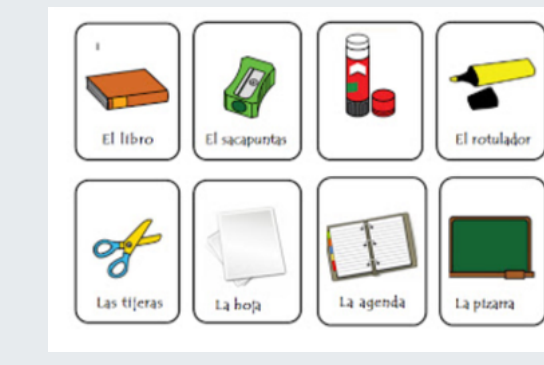 El libro
El sacapuntas
El rotulador
Las tijeras
La hoja
La agenda
La pizarra